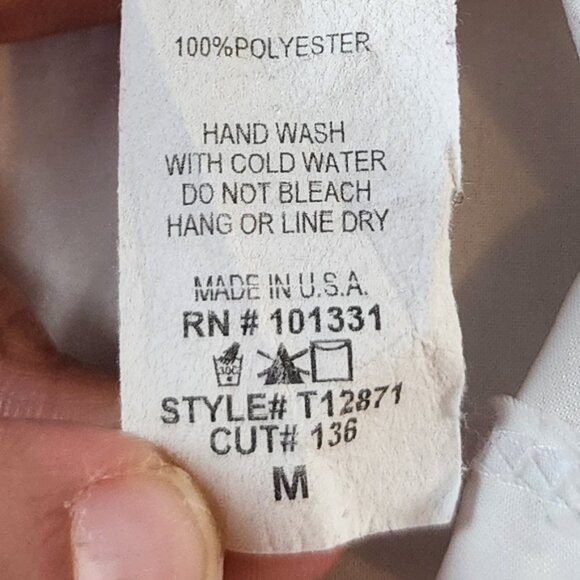 100%POLYESTER
HAND WASH
WITH COLD WATER
DO NOT BLEACH
HANG OR LINE DRY
MADE IN U.S.A.
RN # 101331
30C
STYLE# T12871
CUT# 136
M